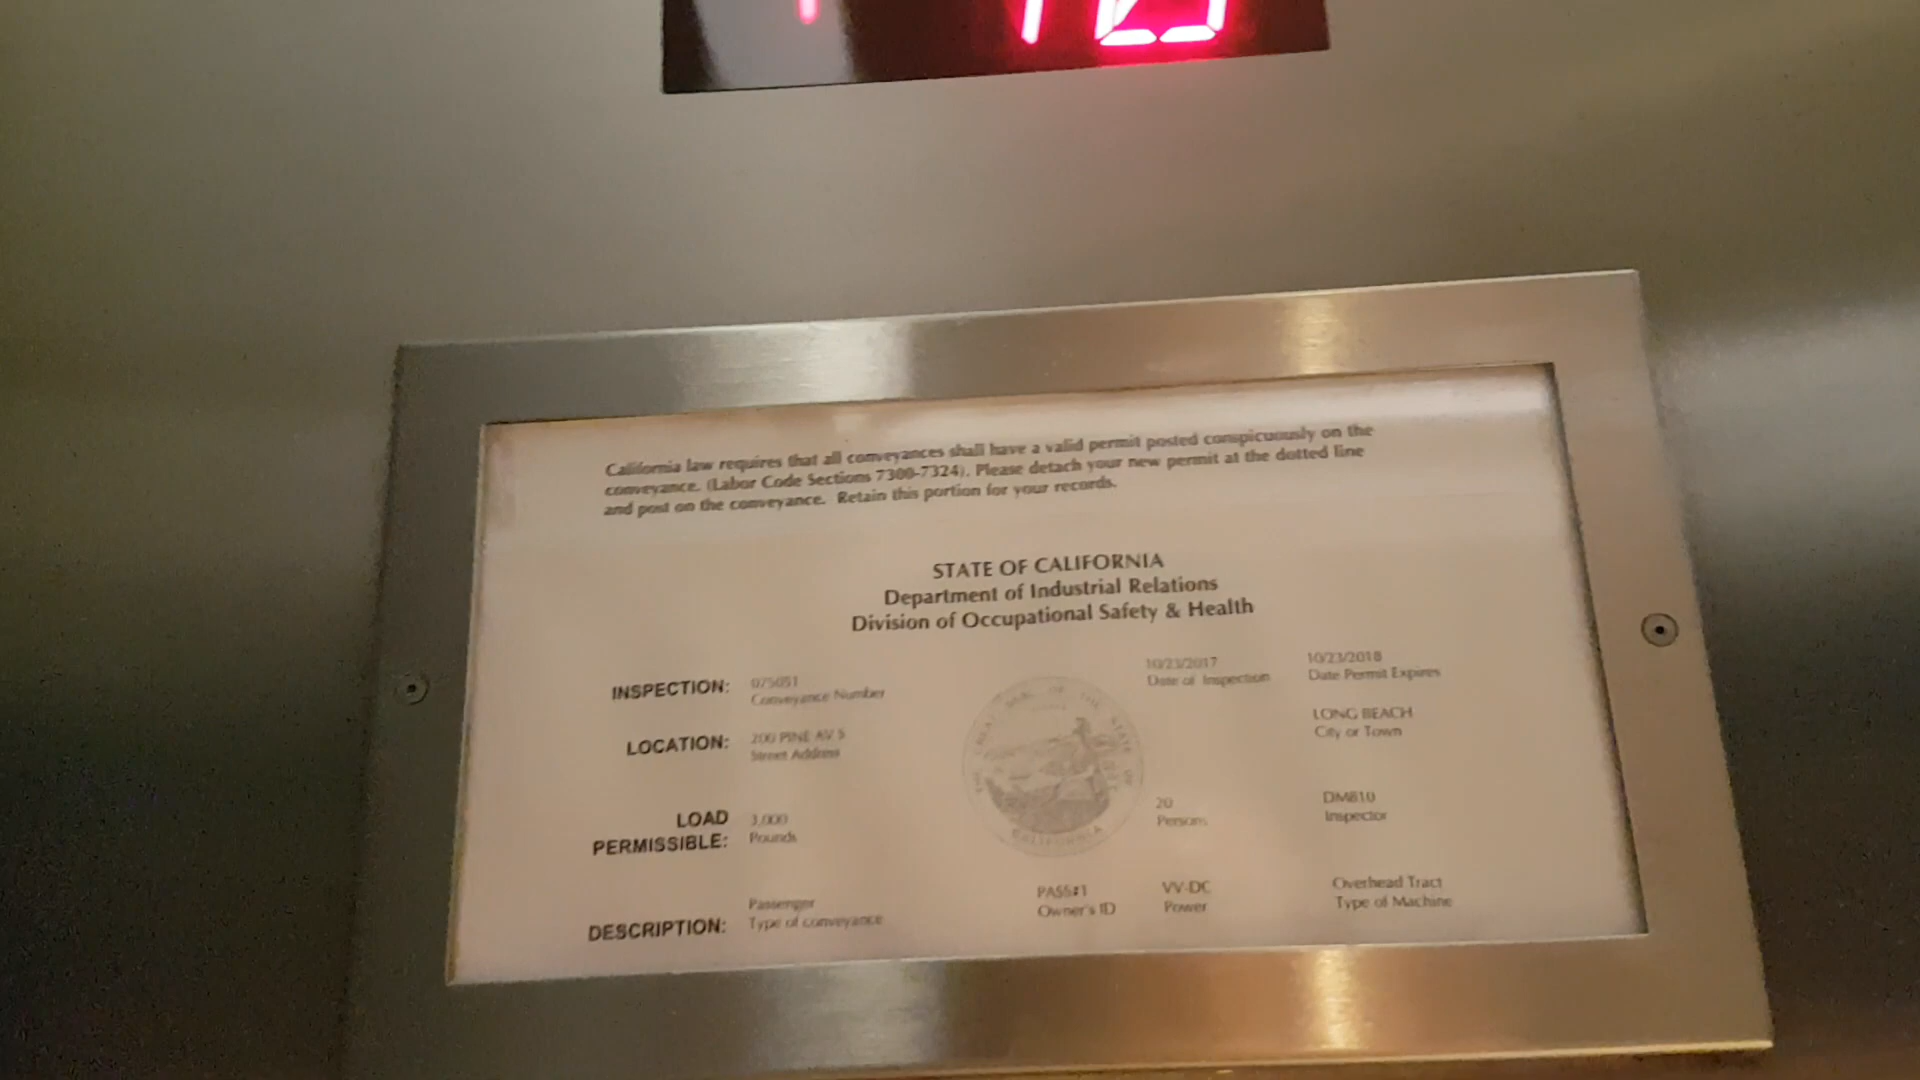 California law requires that all conveyances shall have a valid permit posted conspicuously on the
conveyance. (Labor Code Sections 7300-7324). Please detach your new permit at the dotted line
and post on the conveyance. Retain this portion for your records.
STATE OF CALIFORNIA
Department of Industrial Relations
Division of Occupational Safety & Health
INSPECTION: 075051 10/23/2017 10/23/2018
Conveyance Number Date of Inspection Date Permit Expires
LOCATION: 200 PINE AV S LONG BEACH
Street Address City or Town
LOAD PERMISSIBLE: 3,000 20 DM810
Pounds Persons Inspector
DESCRIPTION: Passenger PASS#1 VV-DC Overhead Tract
Type of conveyance Owner's ID Power Type of Machine
CALIFORNIA